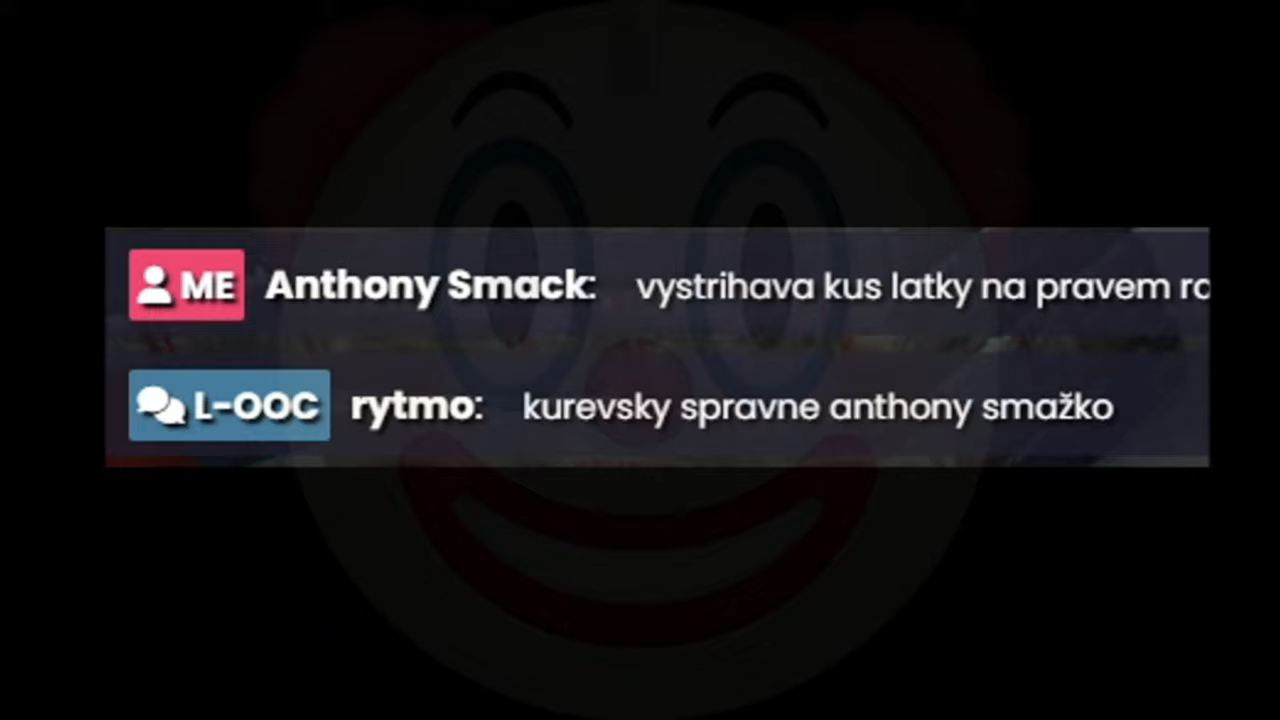 ME Anthony Smack: vystrihava kus latky na pravem
L-OOC rytmo: kurevsky spravne anthony smažko